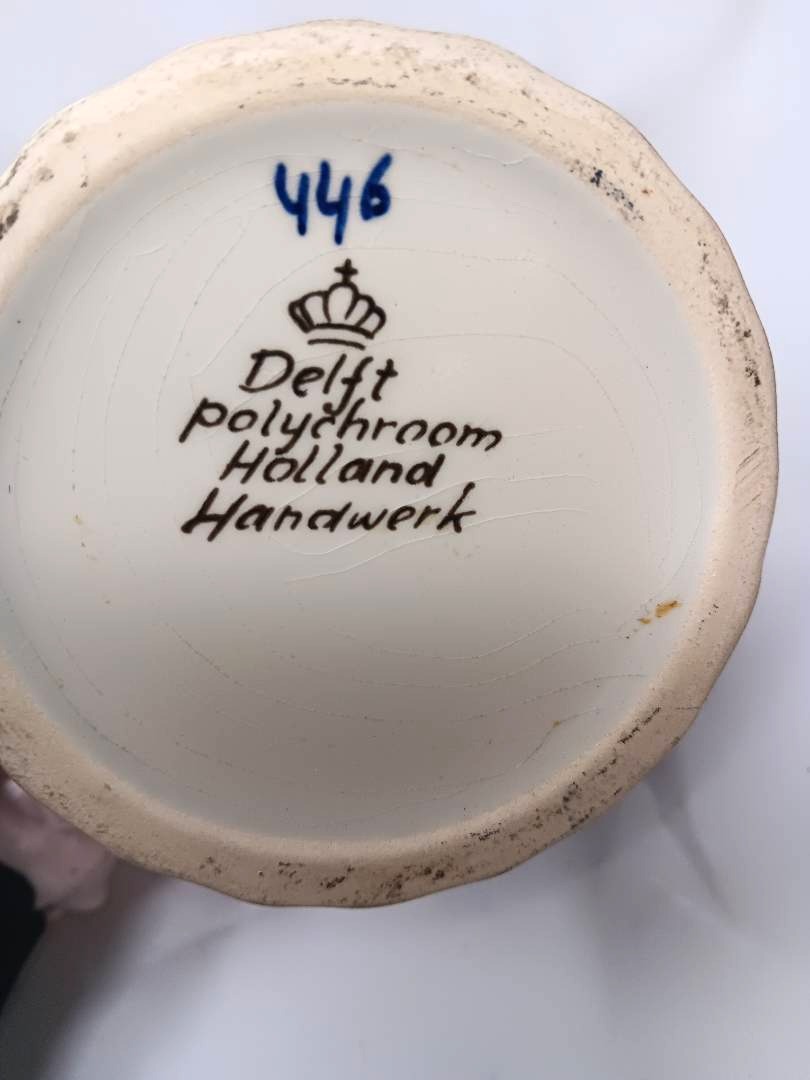 446
Delft
polychroom
Holland
Handwerk